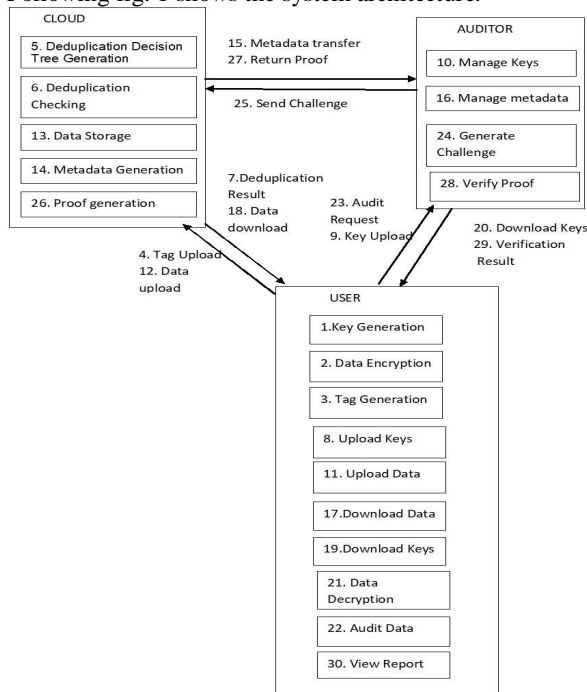 Following fig. 1 shows the system architecture.
CLOUD
5. Deduplication Decision
Tree Generation
6. Deduplication
Checking
13. Data Storage
14. Metadata Generation
26. Proof generation
15. Metadata transfer
27. Return Proof
25. Send Challenge
AUDITOR
10. Manage Keys
16. Manage metadata
24. Generate
Challenge
28. Verify Proof
7.Deduplication
Result
18. Data
download
23. Audit
Request
9. Key Upload
20. Download Keys
29. Verification
Result
4. Tag Upload
12. Data
upload
USER
1.Key Generation
2. Data Encryption
3. Tag Generation
8. Upload Keys
11. Upload Data
17.Download Data
19.Download Keys
21. Data
Decryption
22. Audit Data
30. View Report